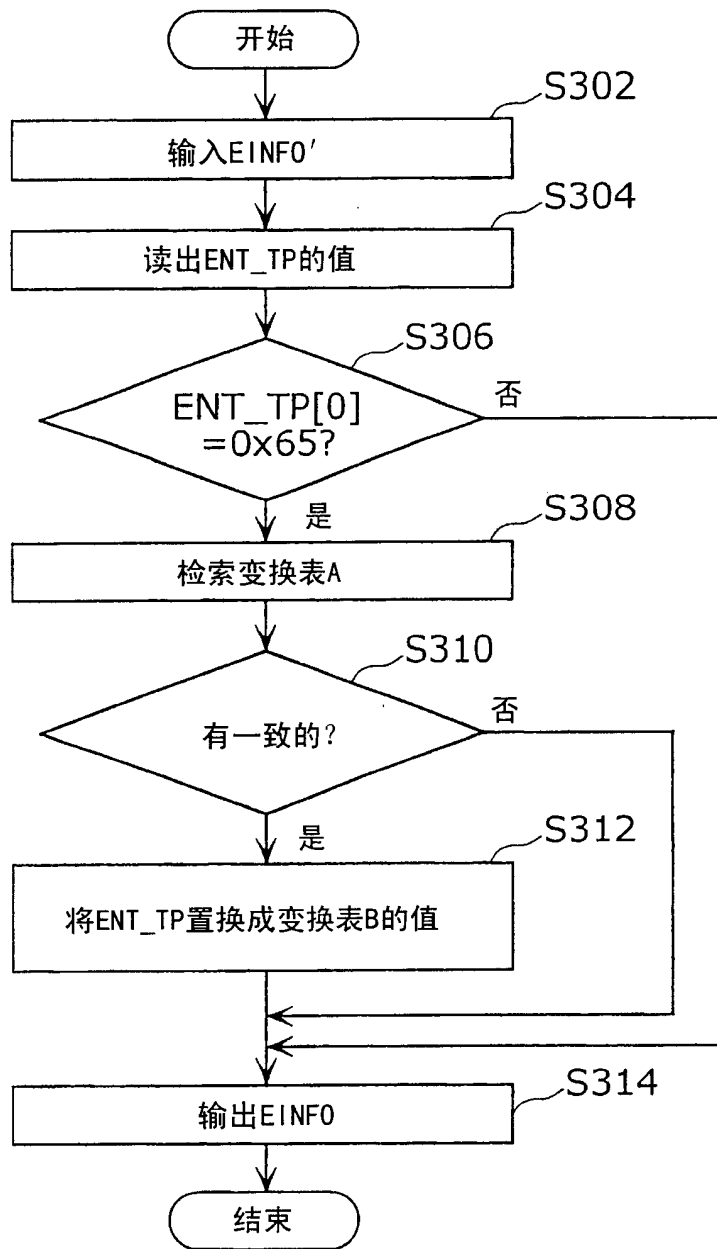 开始
S302
输入EINFO'
S304
读出ENT_TP的值
S306
ENT_TP[0]
=0x65?
否
是
S308
检索变换表A
S310
有一致的?
否
是
S312
将ENT_TP置换成变换表B的值
S314
输出EINFO
结束